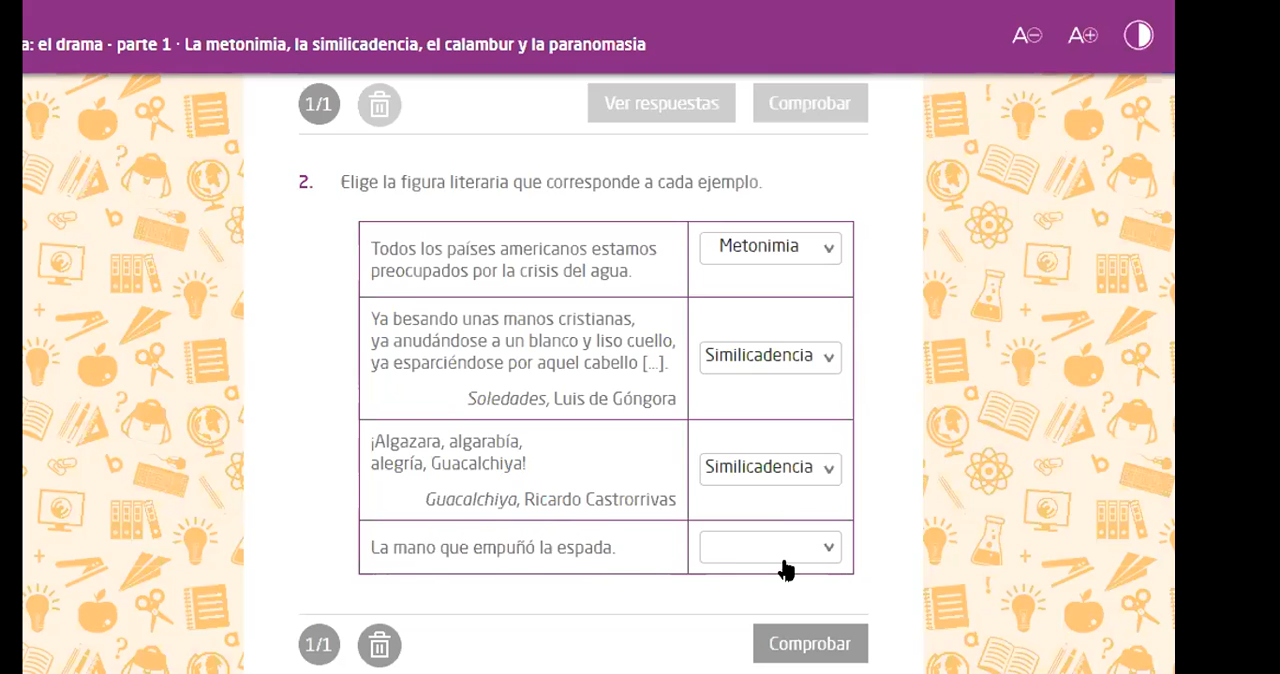 a: el drama - parte 1 · La metonimia, la similicadencia, el calambur y la paranomasia
A- A+
1/1 Ver respuestas Comprobar
2. Elige la figura literaria que corresponde a cada ejemplo.
Todos los países americanos estamos
preocupados por la crisis del agua.
Metonimia
Ya besando unas manos cristianas,
ya anudándose a un blanco y liso cuello,
ya esparciéndose por aquel cabello [...].
Soledades, Luis de Góngora
Similicadencia
¡Algazara, algarabía,
alegría, Guacalchiya!
Guacalchiya, Ricardo Castrorrivas
Similicadencia
La mano que empuñó la espada.
1/1 Comprobar